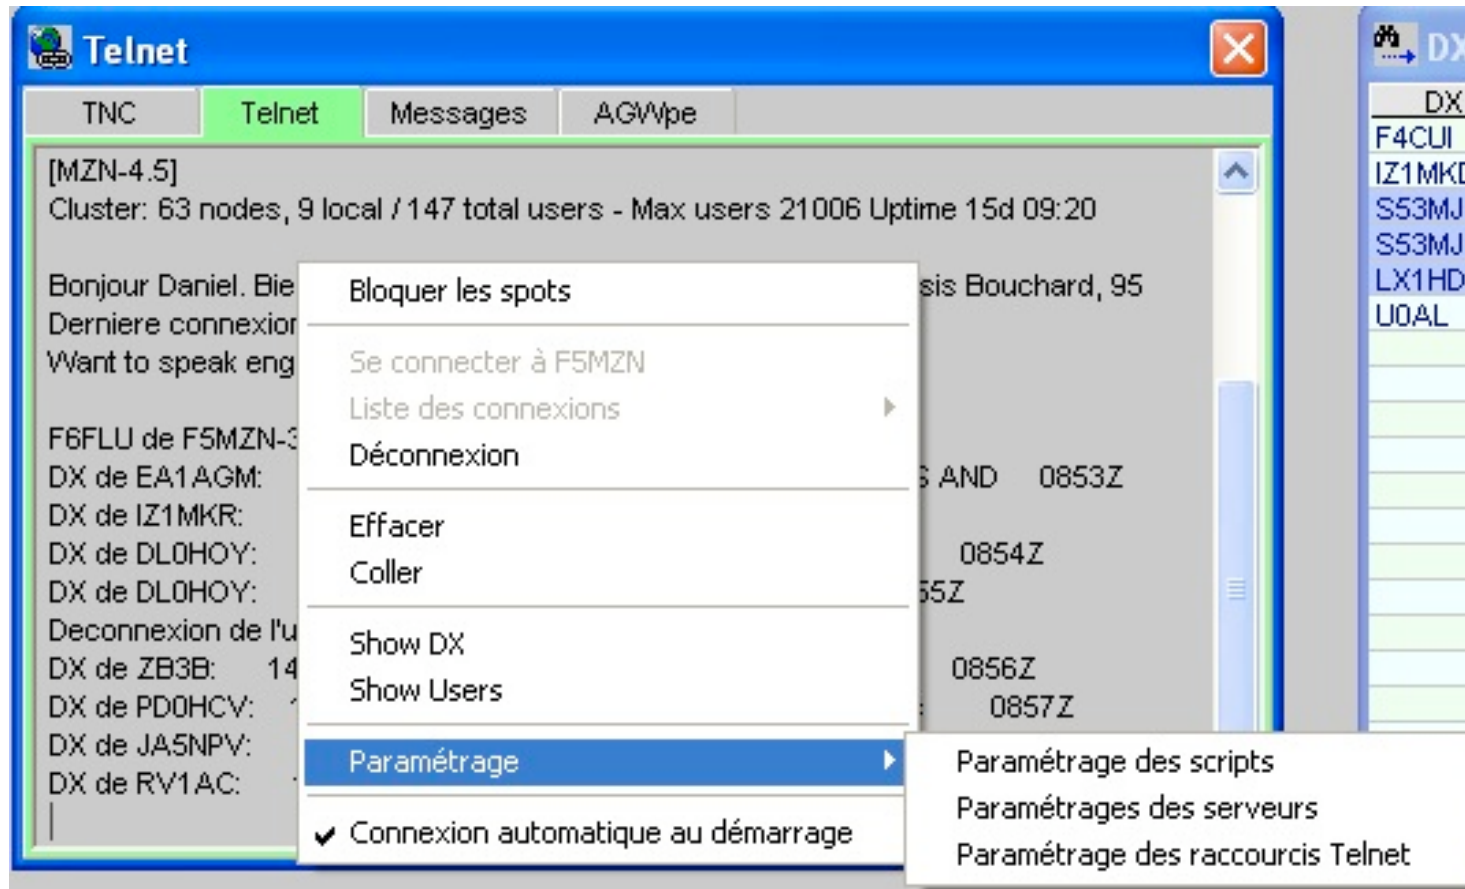 Telnet
TNC Telnet Messages AGWpe
[MZN-4.5]
Cluster: 63 nodes, 9 local / 147 total users - Max users 21006 Uptime 15d 09:20
Bonjour Daniel. Bie sis Bouchard, 95
Derniere connexion
Want to speak eng
F6FLU de F5MZN-3
DX de EA1AGM: S AND 0853Z
DX de IZ1MKR:
DX de DL0HOY: 0854Z
DX de DL0HOY: 55Z
Deconnexion de l'u
DX de ZB3B: 14 0856Z
DX de PD0HCV: 0857Z
DX de JA5NPV:
DX de RV1AC:
Bloquer les spots
Se connecter à F5MZN
Liste des connexions
Déconnexion
Effacer
Coller
Show DX
Show Users
Paramétrage
Connexion automatique au démarrage
Paramétrage des scripts
Paramétrages des serveurs
Paramétrage des raccourcis Telnet
DX
DX
F4CUI
IZ1MKD
S53MJ
S53MJ
LX1HD
U0AL